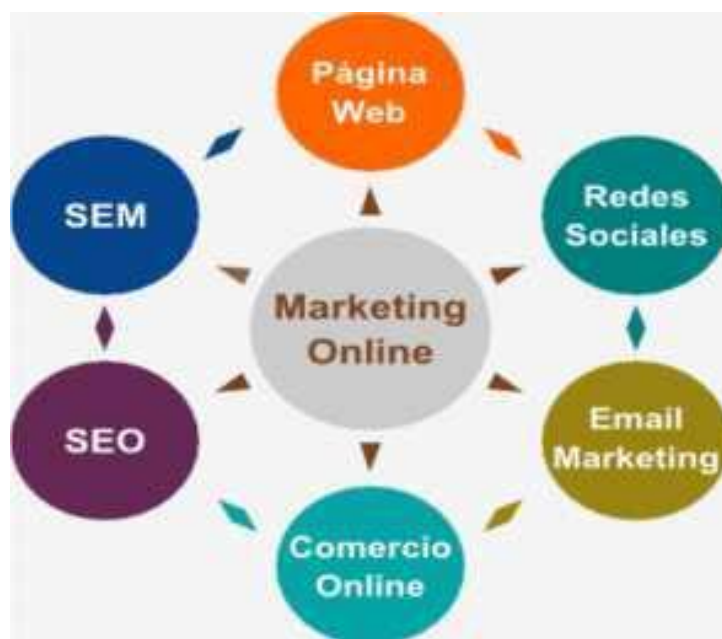 Página
Web
SEM
Redes
Sociales
Marketing
Online
SEO
Email
Marketing
Comercio
Online